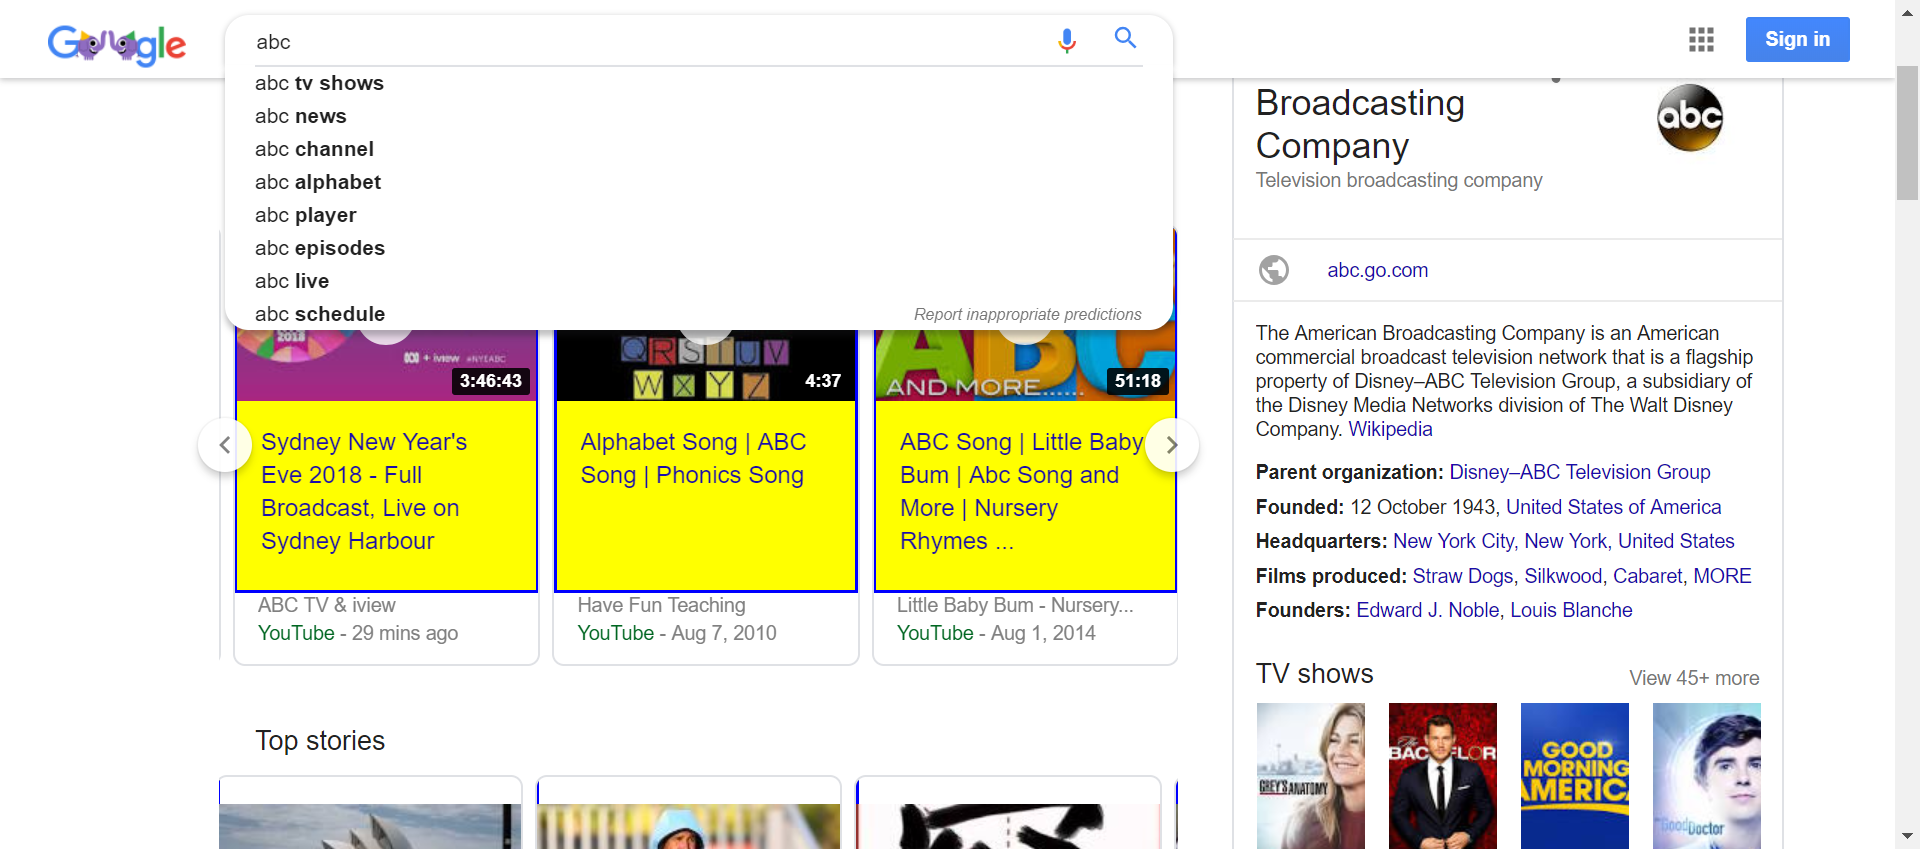 Google
abc
Sign in
abc tv shows
abc news
abc channel
abc alphabet
abc player
abc episodes
abc live
abc schedule
Report inappropriate predictions
2018
+ iview #NYEABC
3:46:43
QRSTUV
WXYZ
4:37
ABC
AND MORE......
51:18
Sydney New Year's
Eve 2018 - Full
Broadcast, Live on
Sydney Harbour
ABC TV & iview
YouTube - 29 mins ago
Alphabet Song | ABC
Song | Phonics Song
Have Fun Teaching
YouTube - Aug 7, 2010
ABC Song | Little Baby
Bum | Abc Song and
More | Nursery
Rhymes ...
Little Baby Bum - Nursery...
YouTube - Aug 1, 2014
Top stories
Broadcasting
Company
abc
Television broadcasting company
abc.go.com
The American Broadcasting Company is an American
commercial broadcast television network that is a flagship
property of Disney–ABC Television Group, a subsidiary of
the Disney Media Networks division of The Walt Disney
Company. Wikipedia
Parent organization: Disney–ABC Television Group
Founded: 12 October 1943, United States of America
Headquarters: New York City, New York, United States
Films produced: Straw Dogs, Silkwood, Cabaret, MORE
Founders: Edward J. Noble, Louis Blanche
TV shows
View 45+ more
GREY'S ANATOMY
The
BACHELOR
GOOD
MORNING
AMERICA
The Good Doctor